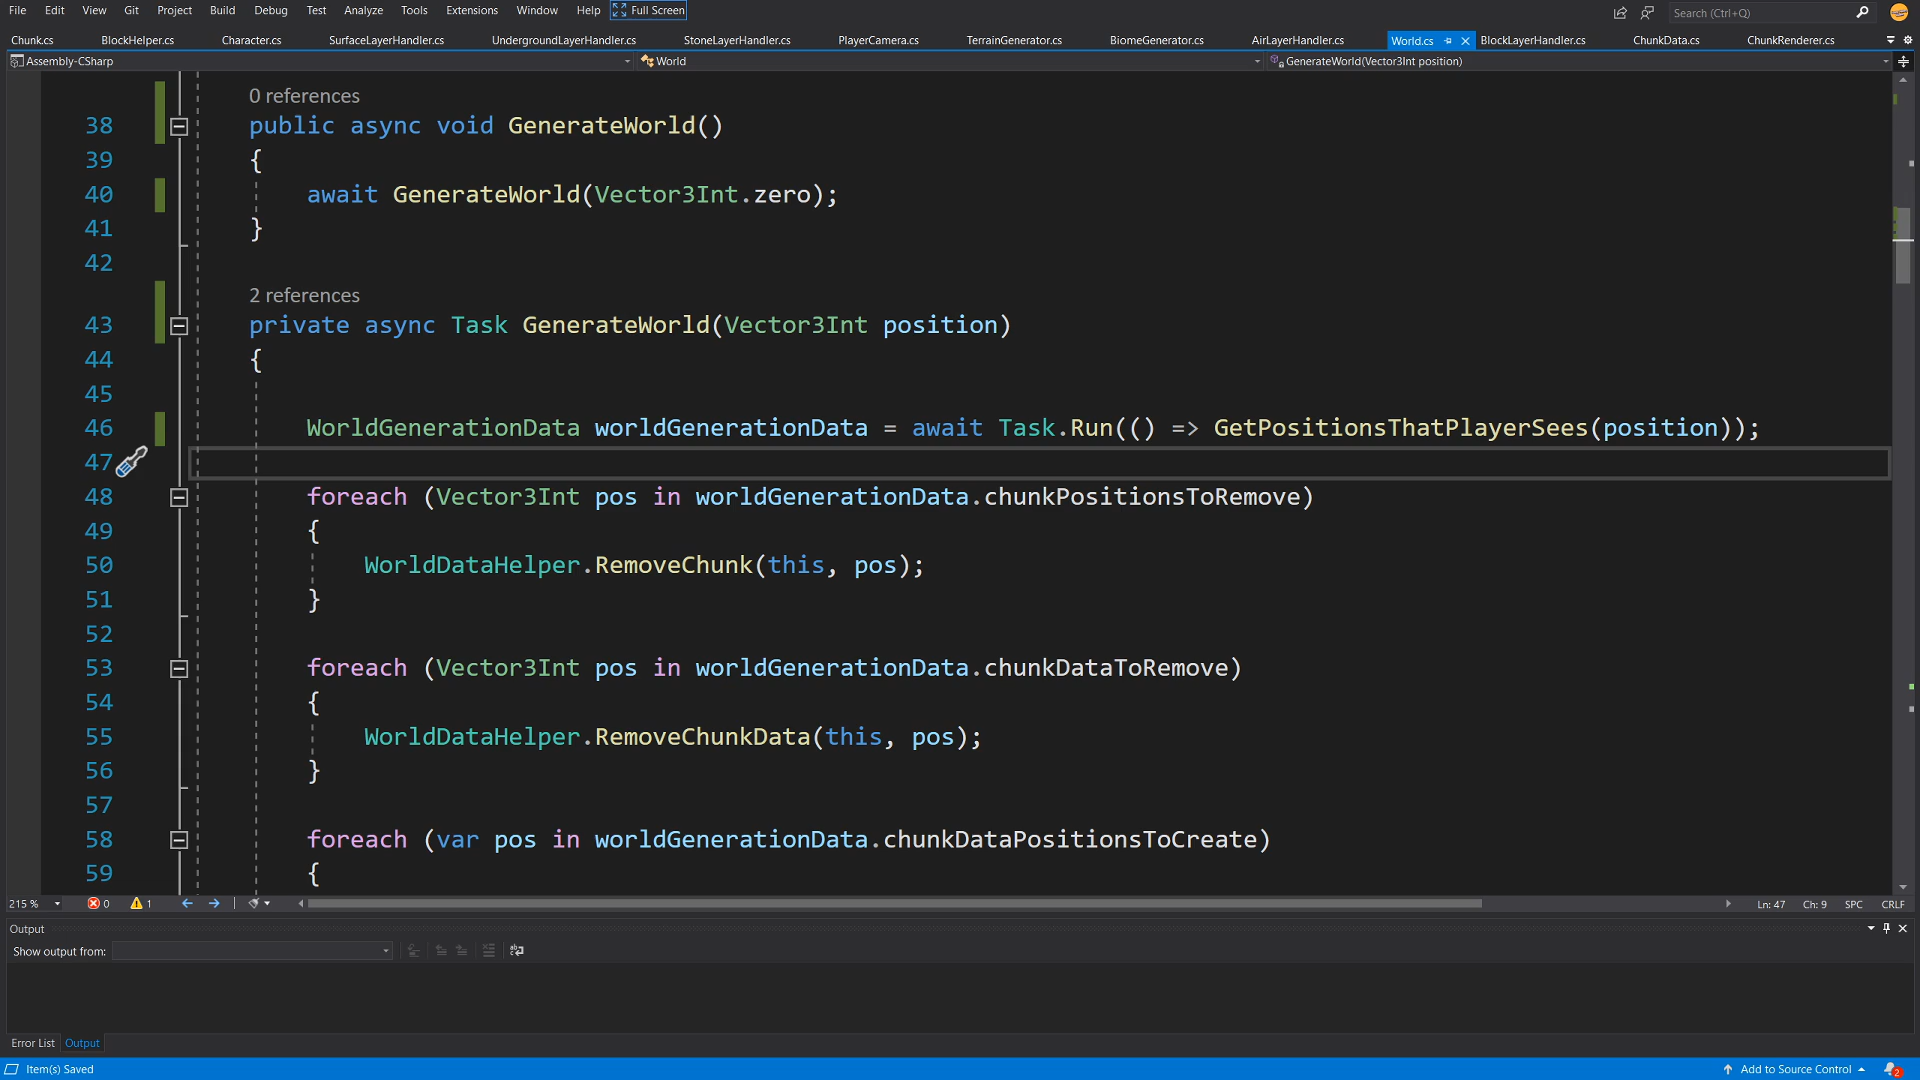 File Edit View Git Project Build Debug Test Analyze Tools Extensions Window Help Full Screen Search (Ctrl+Q)
Chunk.cs BlockHelper.cs Character.cs SurfaceLayerHandler.cs UndergroundLayerHandler.cs StoneLayerHandler.cs PlayerCamera.cs TerrainGenerator.cs BiomeGenerator.cs AirLayerHandler.cs World.cs BlockLayerHandler.cs ChunkData.cs ChunkRenderer.cs
Assembly-CSharp World GenerateWorld(Vector3Int position)
0 references
38 public async void GenerateWorld()
39 {
40 await GenerateWorld(Vector3Int.zero);
41 }
42
2 references
43 private async Task GenerateWorld(Vector3Int position)
44 {
45
46 WorldGenerationData worldGenerationData = await Task.Run(() => GetPositionsThatPlayerSees(position));
47
48 foreach (Vector3Int pos in worldGenerationData.chunkPositionsToRemove)
49 {
50 WorldDataHelper.RemoveChunk(this, pos);
51 }
52
53 foreach (Vector3Int pos in worldGenerationData.chunkDataToRemove)
54 {
55 WorldDataHelper.RemoveChunkData(this, pos);
56 }
57
58 foreach (var pos in worldGenerationData.chunkDataPositionsToCreate)
59 {
215 % 0 1 Ln: 47 Ch: 9 SPC CRLF
Output
Show output from:
Error List Output
Item(s) Saved Add to Source Control 2